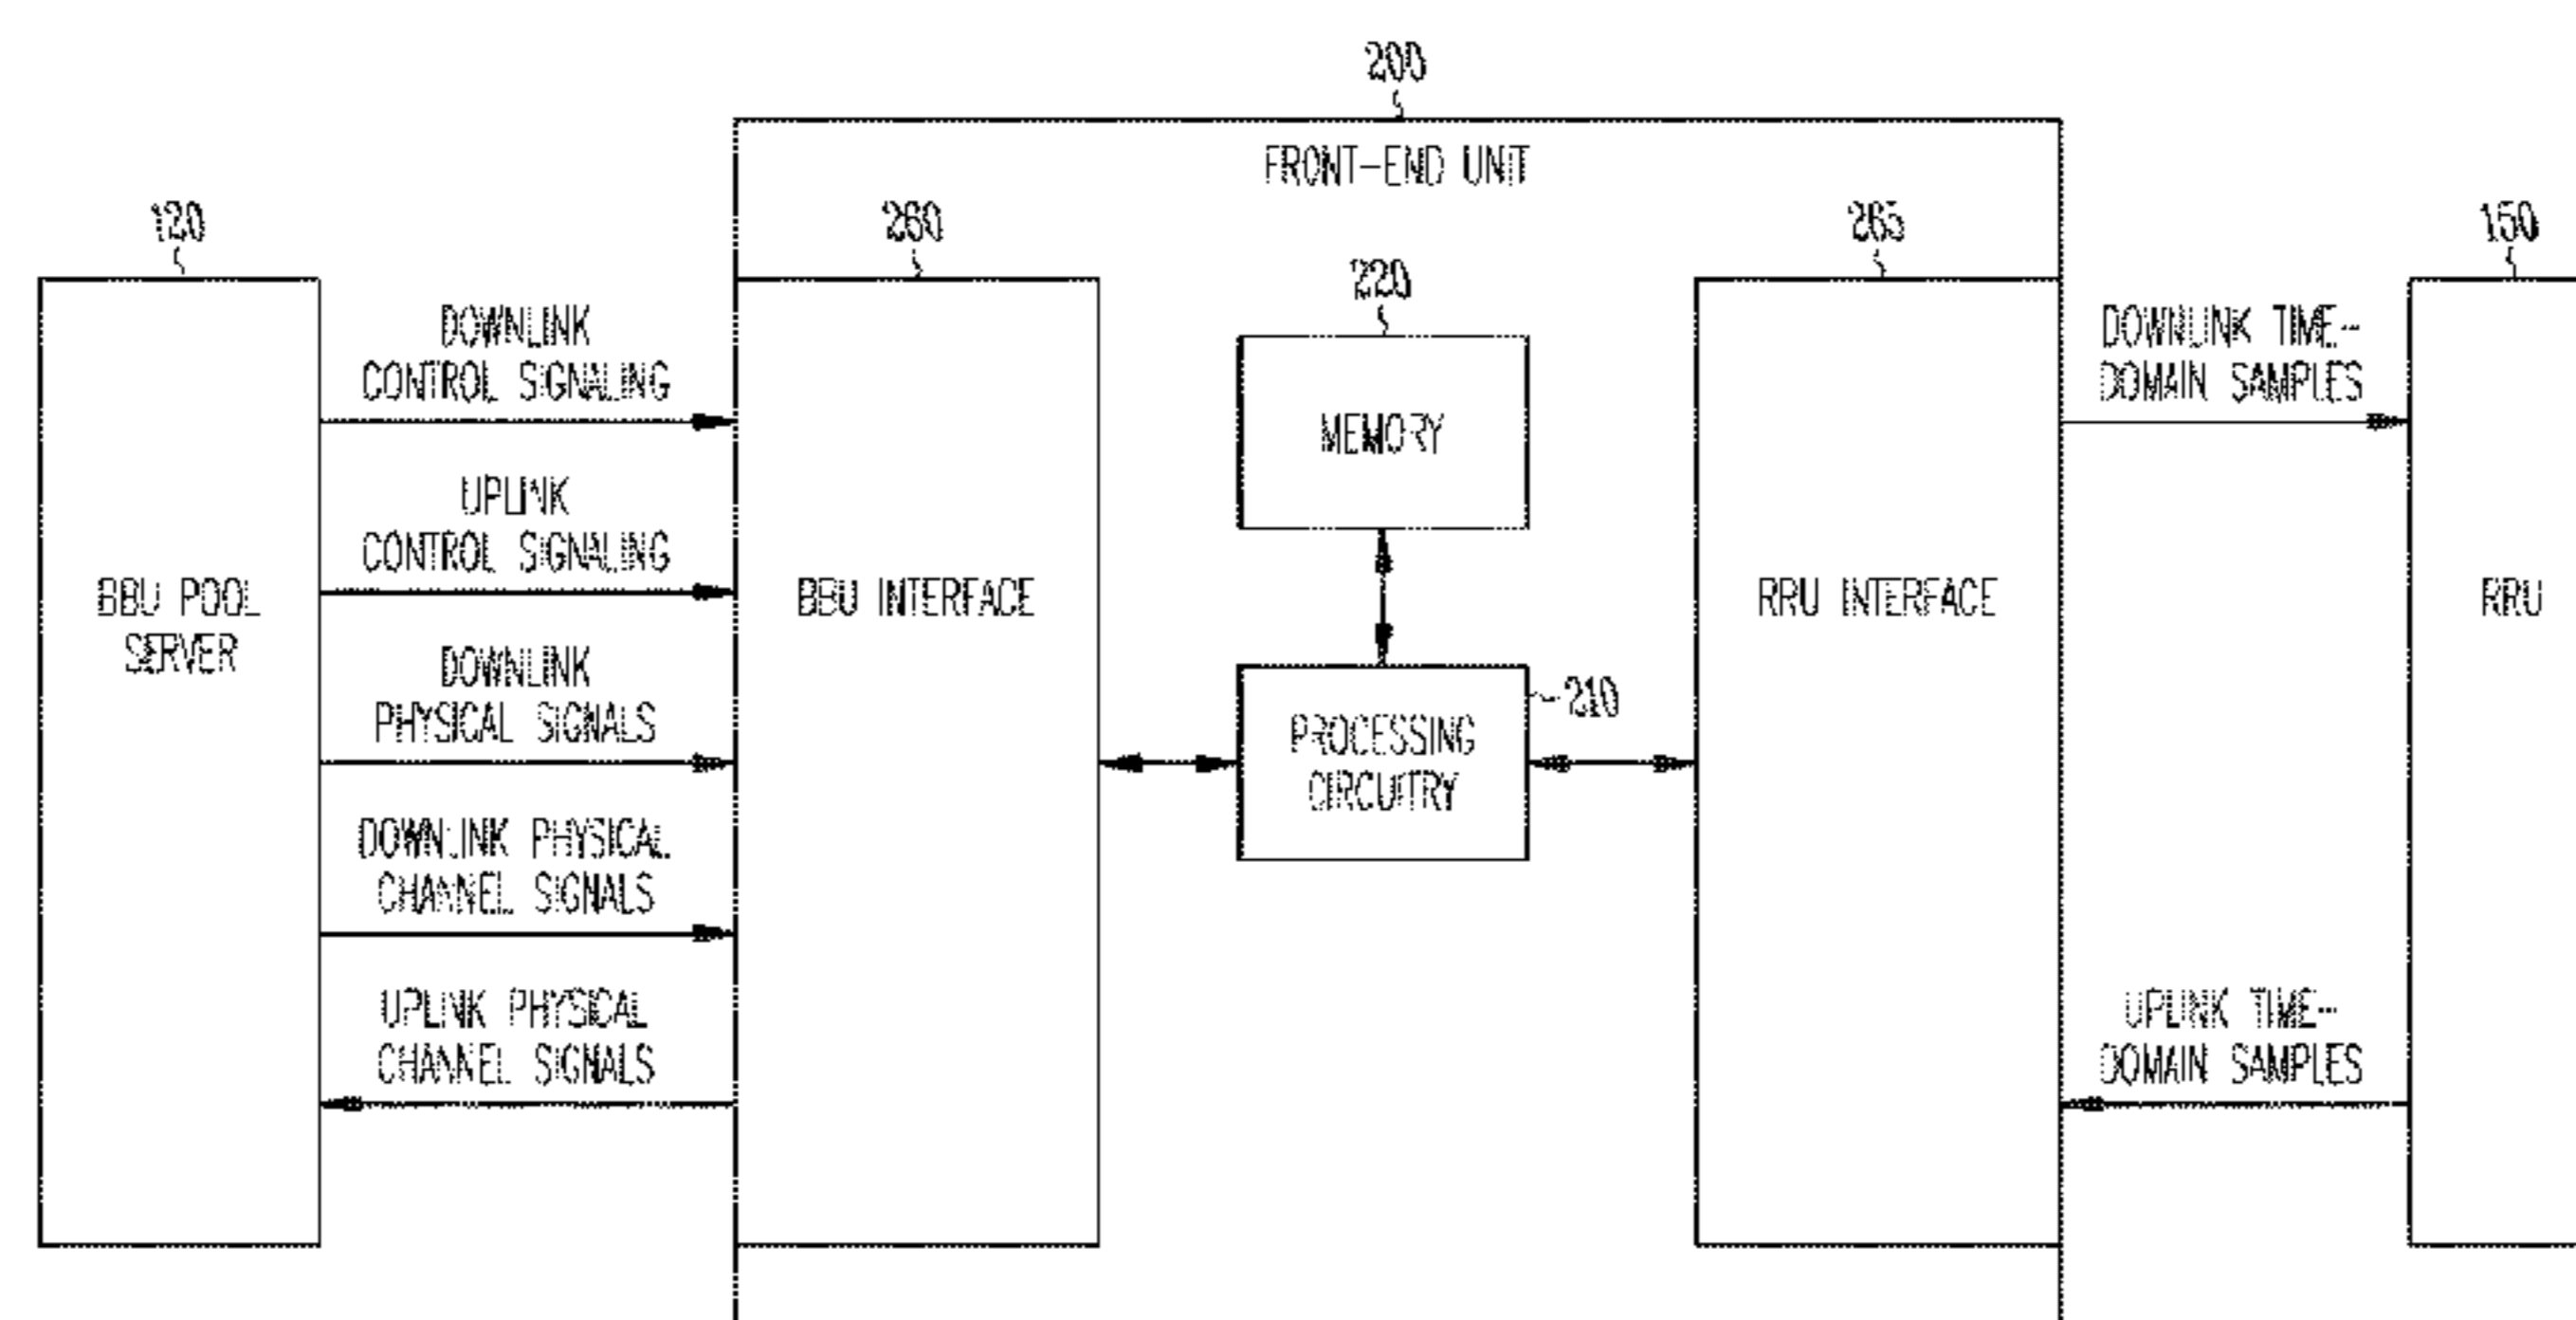 200
FRONT-END UNIT
120
260
265
150
220
DOWNLINK
CONTROL SIGNALING
DOWNLINK TIME-
DOMAIN SAMPLES
MEMORY
UPLINK
CONTROL SIGNALING
BBU POOL
SERVER
BBU INTERFACE
RRU INTERFACE
RRU
DOWNLINK
PHYSICAL SIGNALS
210
PROCESSING
CIRCUITRY
DOWNLINK PHYSICAL
CHANNEL SIGNALS
UPLINK PHYSICAL
CHANNEL SIGNALS
UPLINK TIME-
DOMAIN SAMPLES